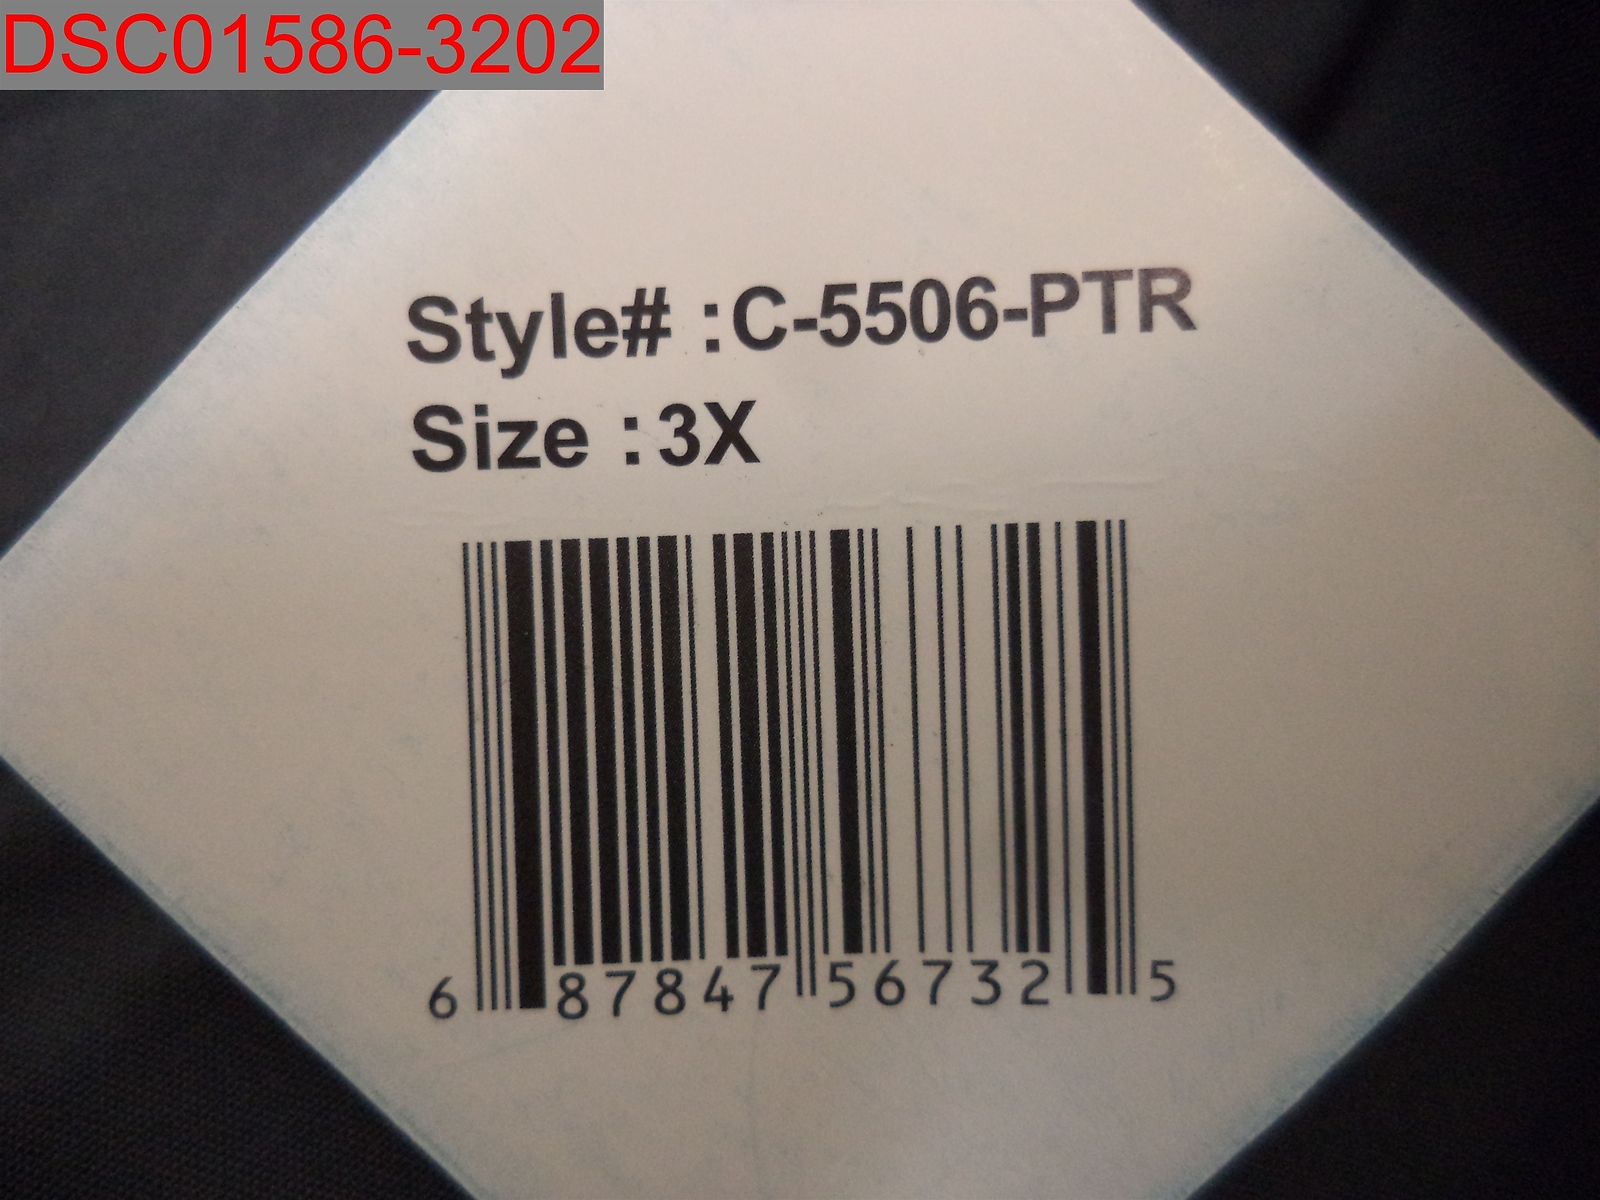 DSC01586-3202
Style# :C-5506-PTR
Size :3X
6 87847 56732 5